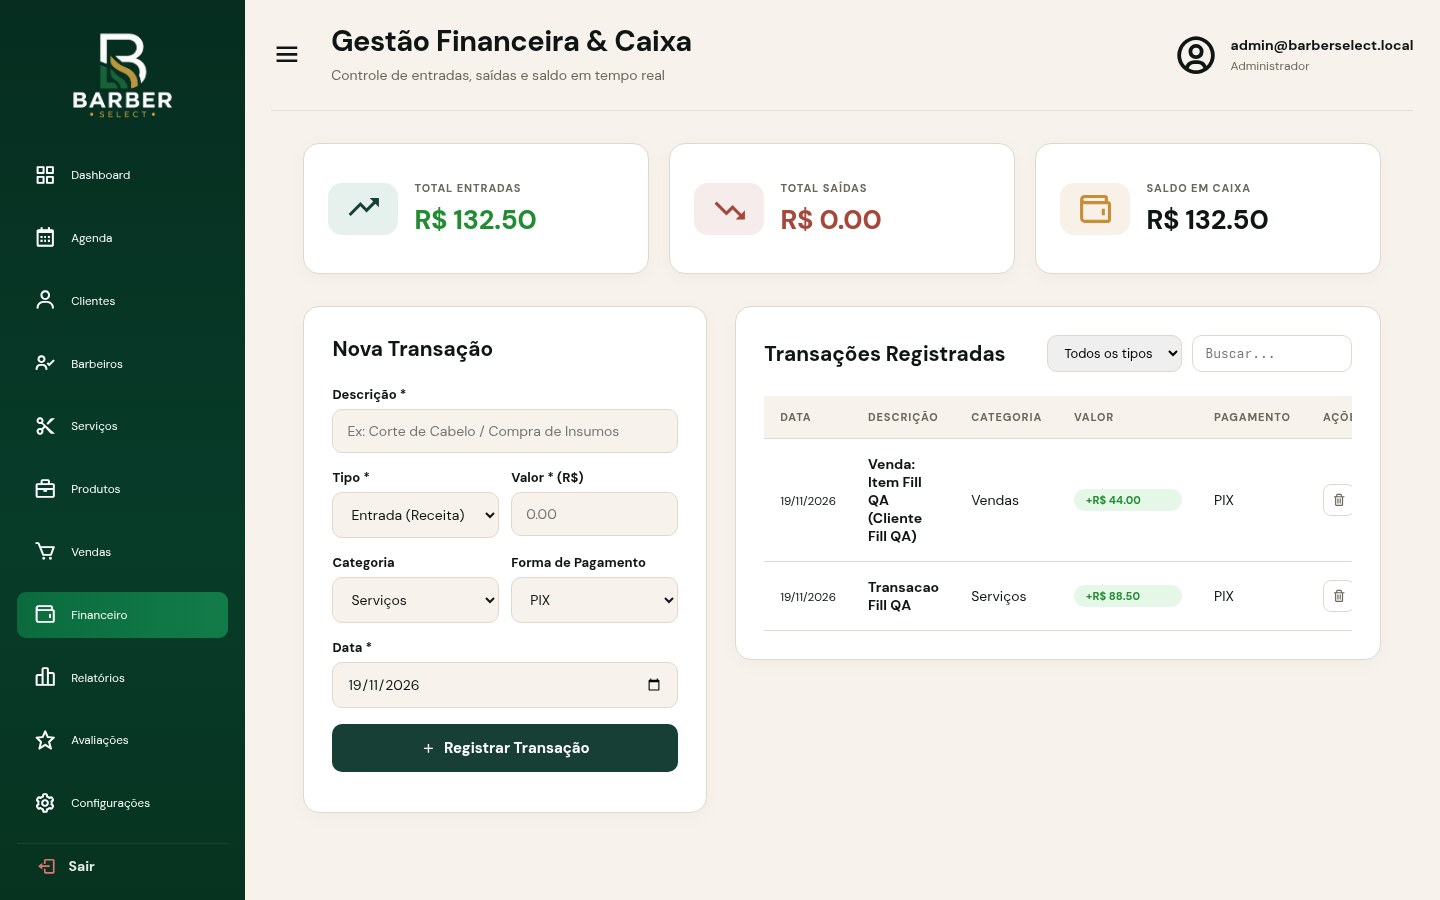 BARBER
• SELECT •
Dashboard
Agenda
Clientes
Barbeiros
Serviços
Produtos
Vendas
Financeiro
Relatórios
Avaliações
Configurações
Sair
Gestão Financeira & Caixa
Controle de entradas, saídas e saldo em tempo real
admin@barberselect.local
Administrador
TOTAL ENTRADAS
R$ 132.50
TOTAL SAÍDAS
R$ 0.00
SALDO EM CAIXA
R$ 132.50
Nova Transação
Descrição *
Ex: Corte de Cabelo / Compra de Insumos
Tipo * Valor * (R$)
Entrada (Receita) 0.00
Categoria Forma de Pagamento
Serviços PIX
Data *
19/11/2026
+ Registrar Transação
Transações Registradas Todos os tipos Buscar...
DATA DESCRIÇÃO CATEGORIA VALOR PAGAMENTO
Venda:
Item Fill
QA
(Cliente
Fill QA)
19/11/2026 Vendas +R$ 44.00 PIX
Transacao
Fill QA
19/11/2026 Serviços +R$ 88.50 PIX